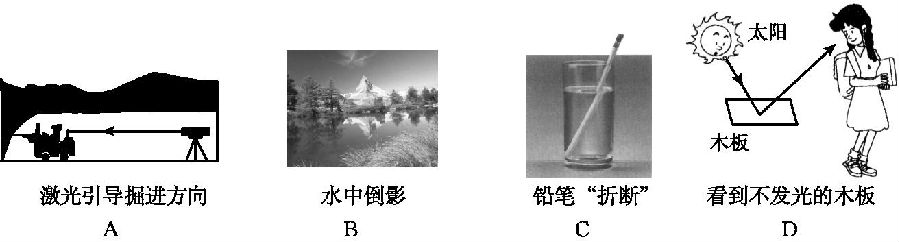 太阳
木板
激光引导掘进方向
水中倒影
铅笔“折断”
看到不发光的木板
A
B
C
D